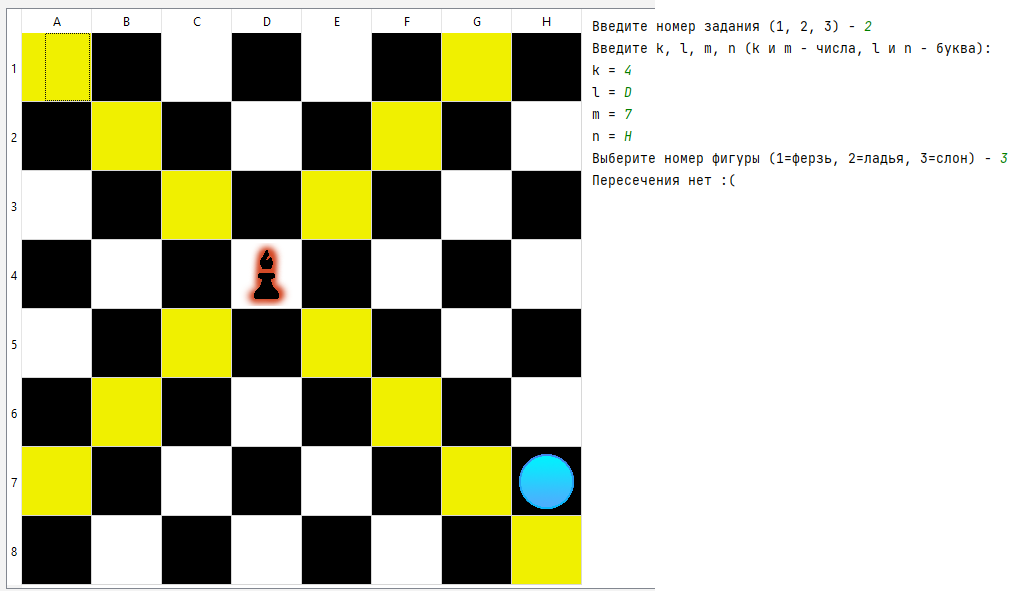 A B C D E F G H
1
2
3
4
5
6
7
8
Введите номер задания (1, 2, 3) - 2
Введите k, l, m, n (k и m - числа, l и n - буква):
k = 4
l = D
m = 7
n = H
Выберите номер фигуры (1=ферзь, 2=ладья, 3=слон) - 3
Пересечения нет :(